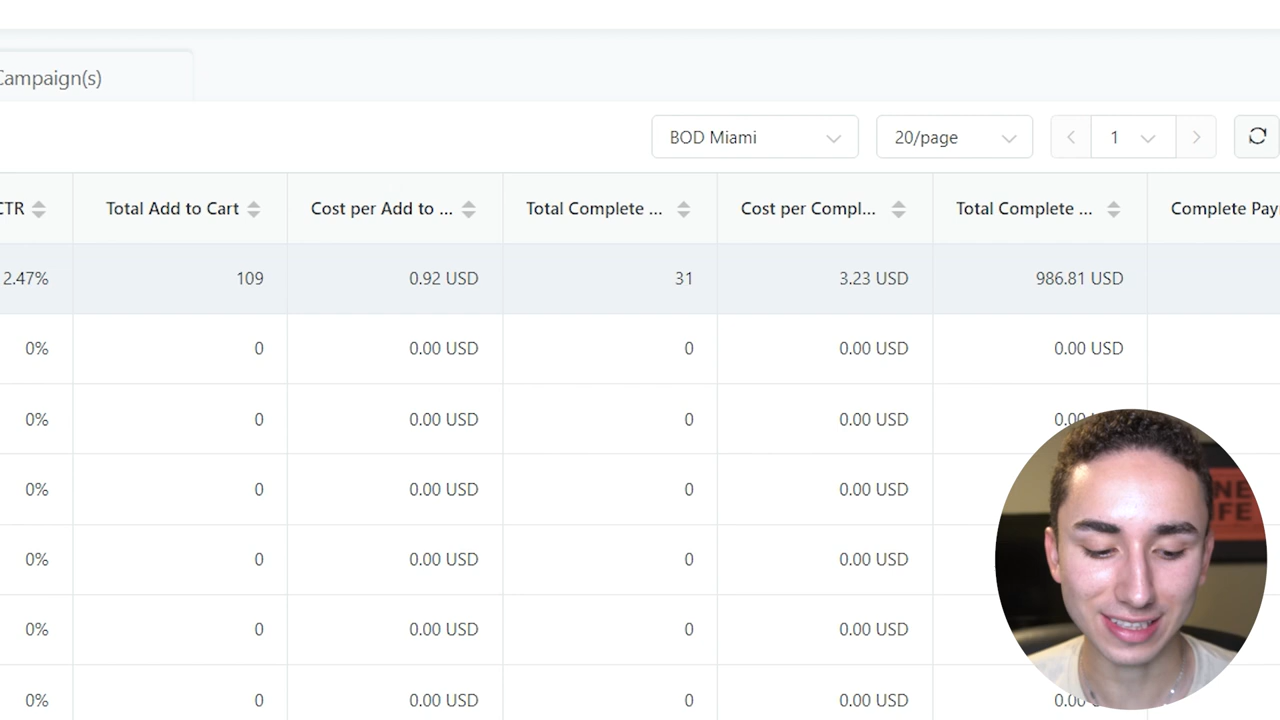 Campaign(s)
BOD Miami 20/page 1
CTR Total Add to Cart Cost per Add to ... Total Complete ... Cost per Compl... Total Complete ... Complete Pay
2.47% 109 0.92 USD 31 3.23 USD 986.81 USD
0% 0 0.00 USD 0 0.00 USD 0.00 USD
0% 0 0.00 USD 0 0.00 USD 0.00
0% 0 0.00 USD 0 0.00 USD
0% 0 0.00 USD 0 0.00 USD
0% 0 0.00 USD 0 0.00 USD
0% 0 0.00 USD 0 0.00 USD 0.00